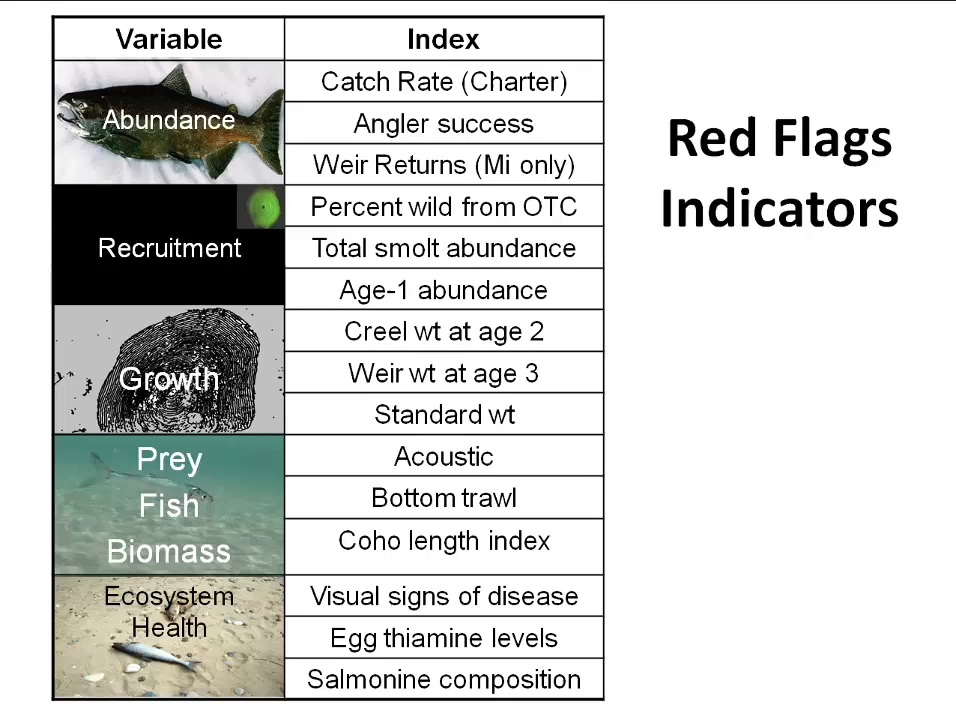 Variable Index
Abundance
Catch Rate (Charter)
Angler success
Weir Returns (Mi only)
Recruitment
Percent wild from OTC
Total smolt abundance
Age-1 abundance
Growth
Creel wt at age 2
Weir wt at age 3
Standard wt
Prey
Fish
Biomass
Acoustic
Bottom trawl
Coho length index
Ecosystem
Health
Visual signs of disease
Egg thiamine levels
Salmonine composition
Red Flags
Indicators